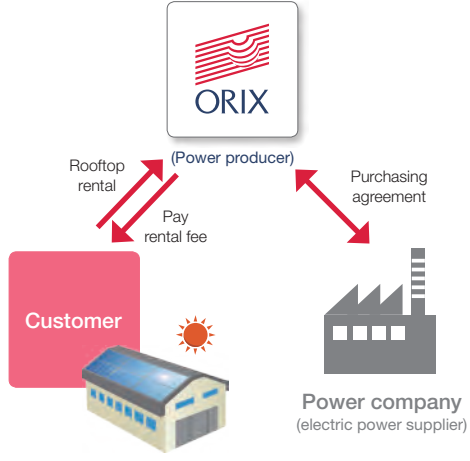 ORIX
(Power producer)
Rooftop
rental
Pay
rental fee
Purchasing
agreement
Customer
Power company
(electric power supplier)